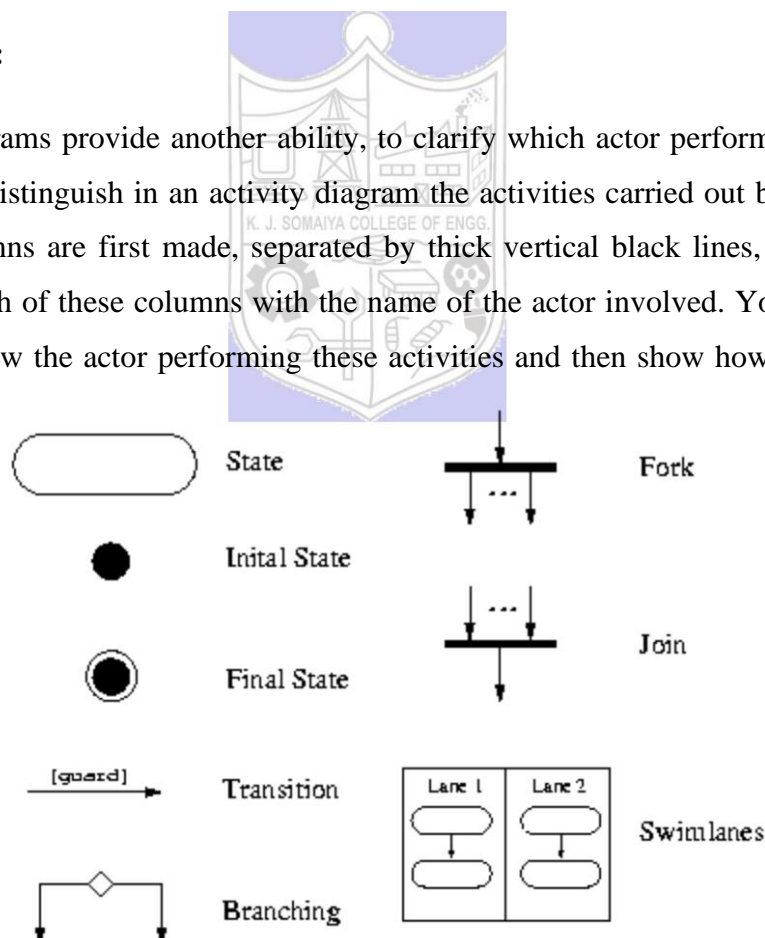 :
rams provide another ability, to clarify which actor perform
istinguish in an activity diagram the activities carried out b
K. J. SOMAIYA COLLEGE OF ENGG.
nns are first made, separated by thick vertical black lines,
h of these columns with the name of the actor involved. Yo
ow the actor performing these activities and then show how
State
Fork
...
Inital State
...
Join
Final State
[guard]
Transition
Lane 1
Lane 2
Swimlanes
Branching